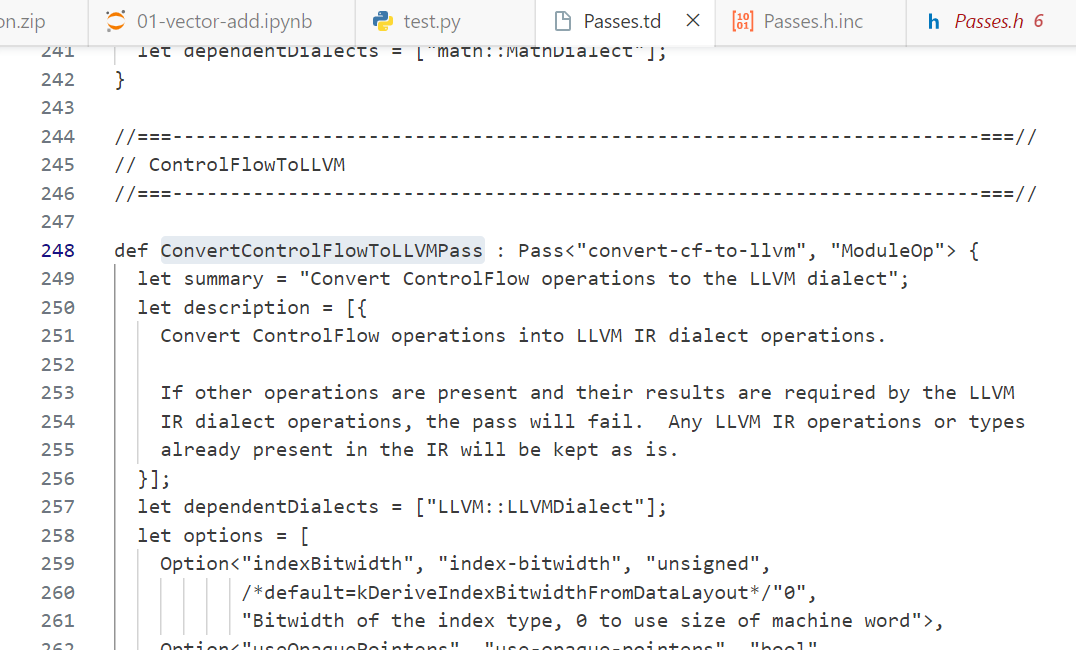 on.zip 01-vector-add.ipynb test.py Passes.td Passes.h.inc Passes.h 6
241 let dependentDialects = ["math::MathDialect"];
242 }
243
244 //===----------------------------------------------------------------------===//
245 // ControlFlowToLLVM
246 //===----------------------------------------------------------------------===//
247
248 def ConvertControlFlowToLLVMPass : Pass<"convert-cf-to-llvm", "ModuleOp"> {
249 let summary = "Convert ControlFlow operations to the LLVM dialect";
250 let description = [{
251 Convert ControlFlow operations into LLVM IR dialect operations.
252
253 If other operations are present and their results are required by the LLVM
254 IR dialect operations, the pass will fail.  Any LLVM IR operations or types
255 already present in the IR will be kept as is.
256 }];
257 let dependentDialects = ["LLVM::LLVMDialect"];
258 let options = [
259 Option<"indexBitwidth", "index-bitwidth", "unsigned",
260 /*default=kDeriveIndexBitwidthFromDataLayout*/"0",
261 "Bitwidth of the index type, 0 to use size of machine word">,
262 Option<"useOpaquePointers", "use-opaque-pointers", "bool",